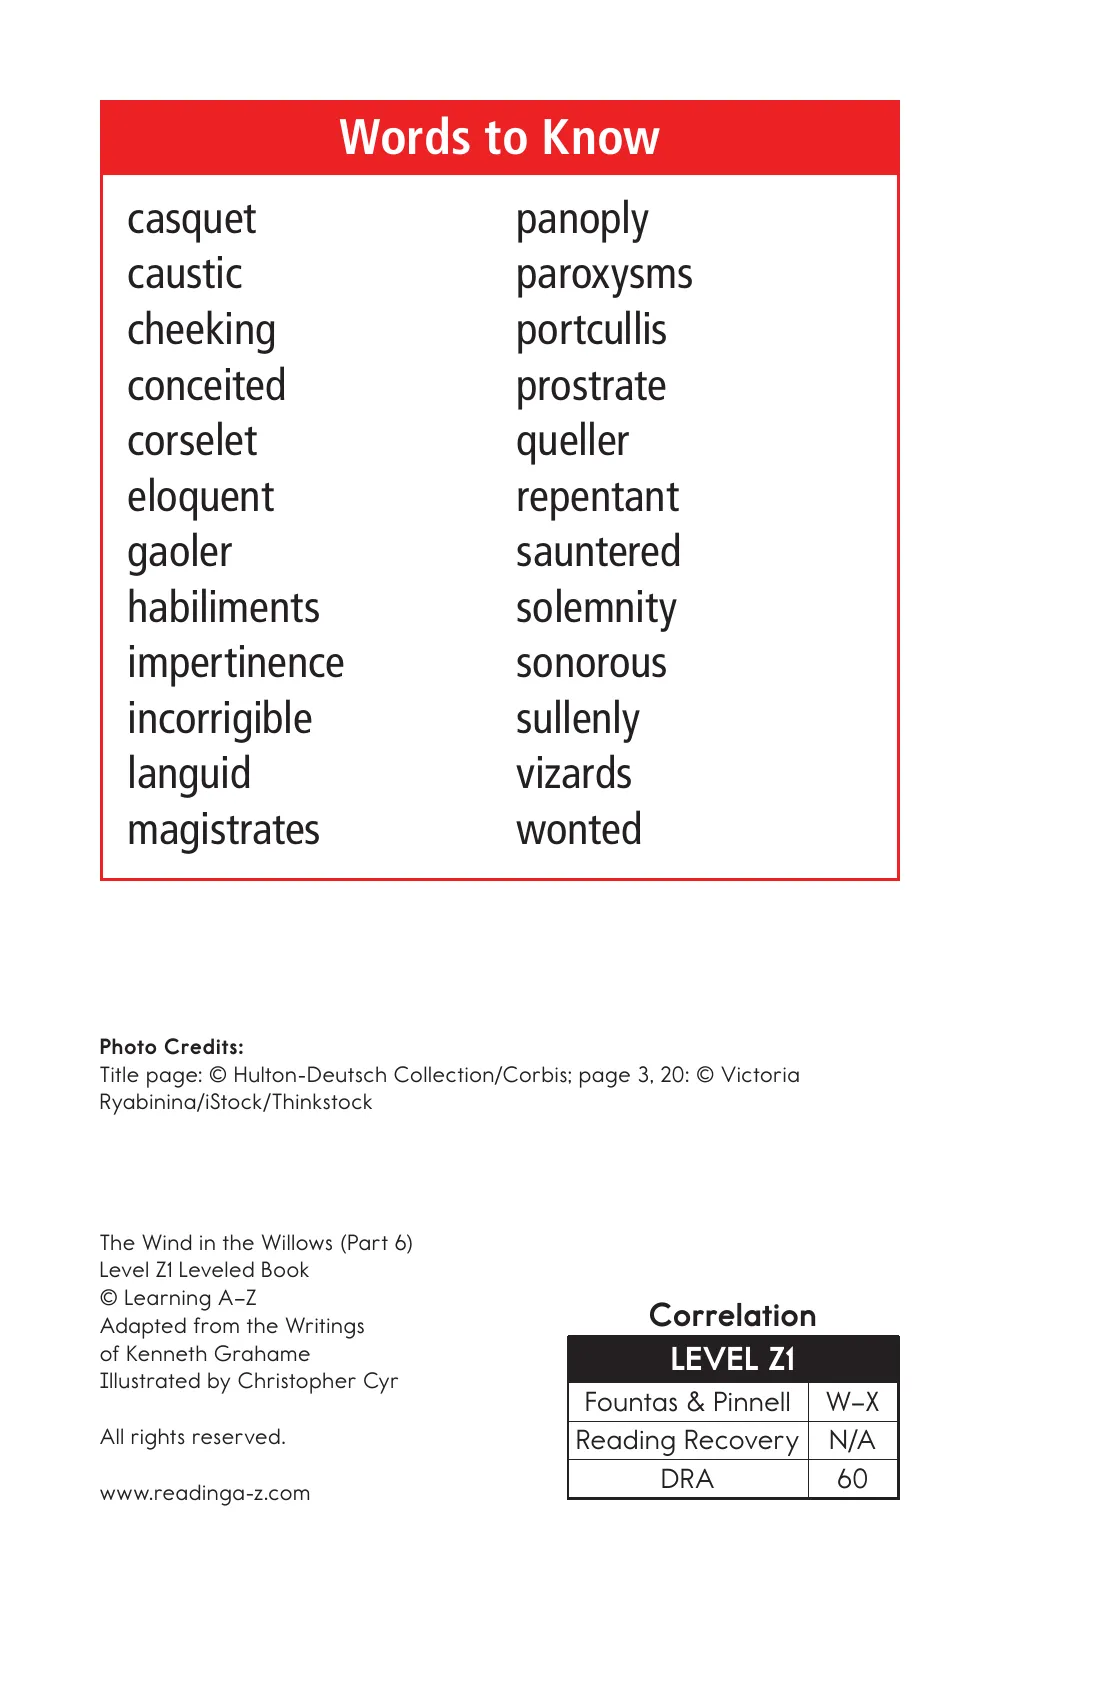 Words to Know
casquet
caustic
cheeking
conceited
corselet
eloquent
gaoler
habiliments
impertinence
incorrigible
languid
magistrates
panoply
paroxysms
portcullis
prostrate
queller
repentant
sauntered
solemnity
sonorous
sullenly
vizards
wonted
Photo Credits:
Title page: © Hulton-Deutsch Collection/Corbis; page 3, 20: © Victoria
Ryabinina/iStock/Thinkstock
The Wind in the Willows (Part 6)
Level Z1 Leveled Book
© Learning A–Z
Adapted from the Writings
of Kenneth Grahame
Illustrated by Christopher Cyr
All rights reserved.
www.readinga-z.com
Correlation
LEVEL Z1
Fountas & Pinnell W–X
Reading Recovery N/A
DRA 60